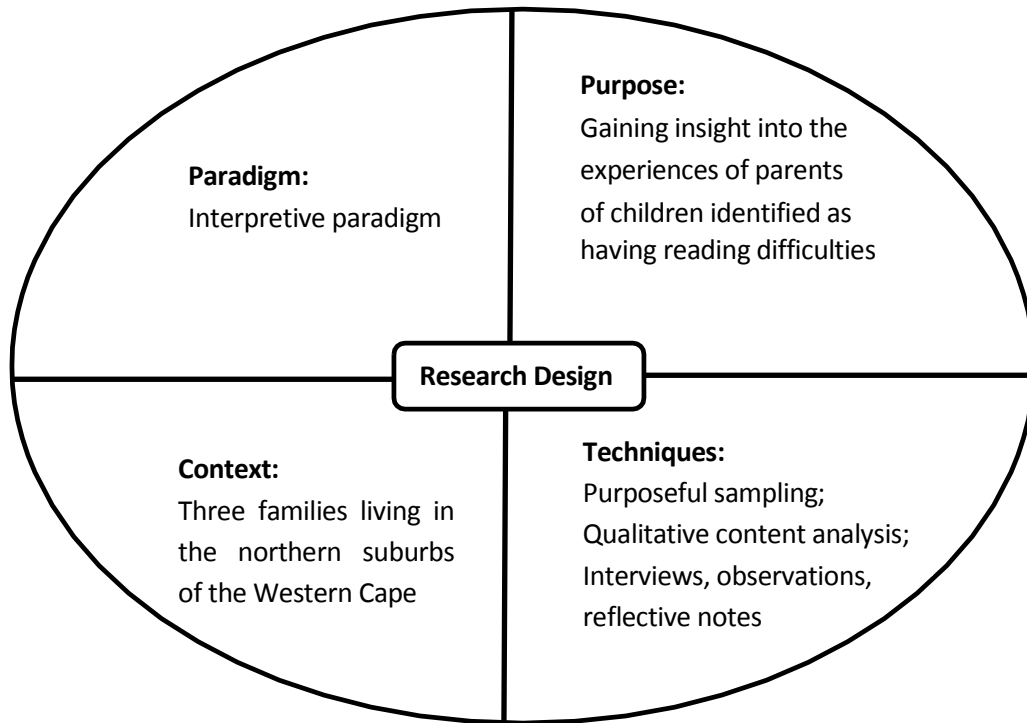 Paradigm:
Interpretive paradigm
Purpose:
Gaining insight into the
experiences of parents
of children identified as
having reading difficulties
Research Design
Context:
Three families living in
the northern suburbs
of the Western Cape
Techniques:
Purposeful sampling;
Qualitative content analysis;
Interviews, observations,
reflective notes